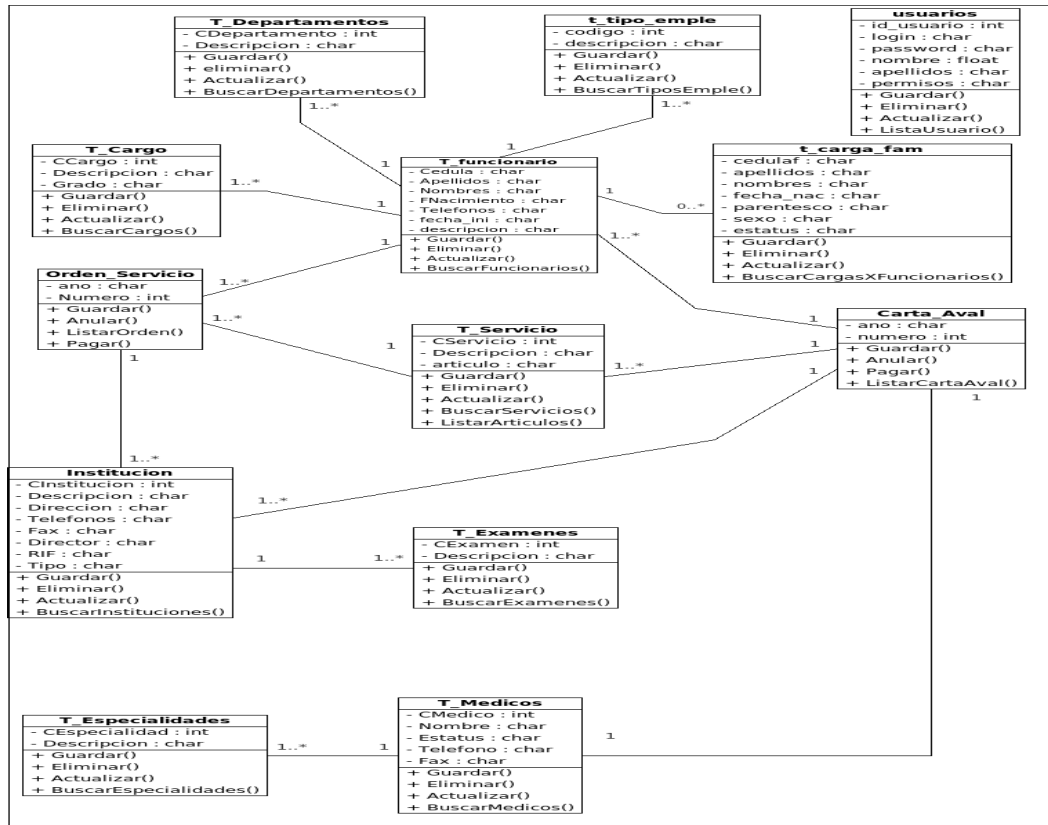 T_Departamentos
- CDepartamento : int
- Descripcion : char
+ Guardar()
+ eliminar()
+ Actualizar()
+ BuscarDepartamentos()
1..*
1
t_tipo_emple
- codigo : int
- descripcion : char
+ Guardar()
+ Eliminar()
+ Actualizar()
+ BuscarTiposEmple()
1..*
1
usuarios
- id_usuario : int
- login : char
- password : char
- nombre : float
- apellidos : char
- permisos : char
+ Guardar()
+ Eliminar()
+ Actualizar()
+ ListaUsuario()
T_Cargo
- CCargo : int
- Descripcion : char
- Grado : char
+ Guardar()
+ Eliminar()
+ Actualizar()
+ BuscarCargos()
1..*
1
T_funcionario
- Cedula : char
- Apellidos : char
- Nombres : char
- FNacimiento : char
- Telefonos : char
- fecha_ini : char
- descripcion : char
+ Guardar()
+ Eliminar()
+ Actualizar()
+ BuscarFuncionarios()
1
0..*
t_carga_fam
- cedulaf : char
- apellidos : char
- nombres : char
- fecha_nac : char
- parentesco : char
- sexo : char
- estatus : char
+ Guardar()
+ Eliminar()
+ Actualizar()
+ BuscarCargasXFuncionarios()
1
1..*
1..*
1
Orden_Servicio
- ano : char
- Numero : int
+ Guardar()
+ Anular()
+ ListarOrden()
+ Pagar()
1..*
1
1
1..*
T_Servicio
- CServicio : int
- Descripcion : char
- articulo : char
+ Guardar()
+ Eliminar()
+ Actualizar()
+ BuscarServicios()
+ ListarArticulos()
1..*
1
Carta_Aval
- ano : char
- numero : int
+ Guardar()
+ Anular()
+ Pagar()
+ ListarCartaAval()
1
1
Institucion
- CInstitucion : int
- Descripcion : char
- Direccion : char
- Telefonos : char
- Fax : char
- Director : char
- RIF : char
- Tipo : char
+ Guardar()
+ Eliminar()
+ Actualizar()
+ BuscarInstituciones()
1..*
1
1..*
T_Examenes
- CExamen : int
- Descripcion : char
+ Guardar()
+ Eliminar()
+ Actualizar()
+ BuscarExamenes()
T_Especialidades
- CEspecialidad : int
- Descripcion : char
+ Guardar()
+ Eliminar()
+ Actualizar()
+ BuscarEspecialidades()
1..*
1
T_Medicos
- CMedico : int
- Nombre : char
- Estatus : char
- Telefono : char
- Fax : char
+ Guardar()
+ Eliminar()
+ Actualizar()
+ BuscarMedicos()
1